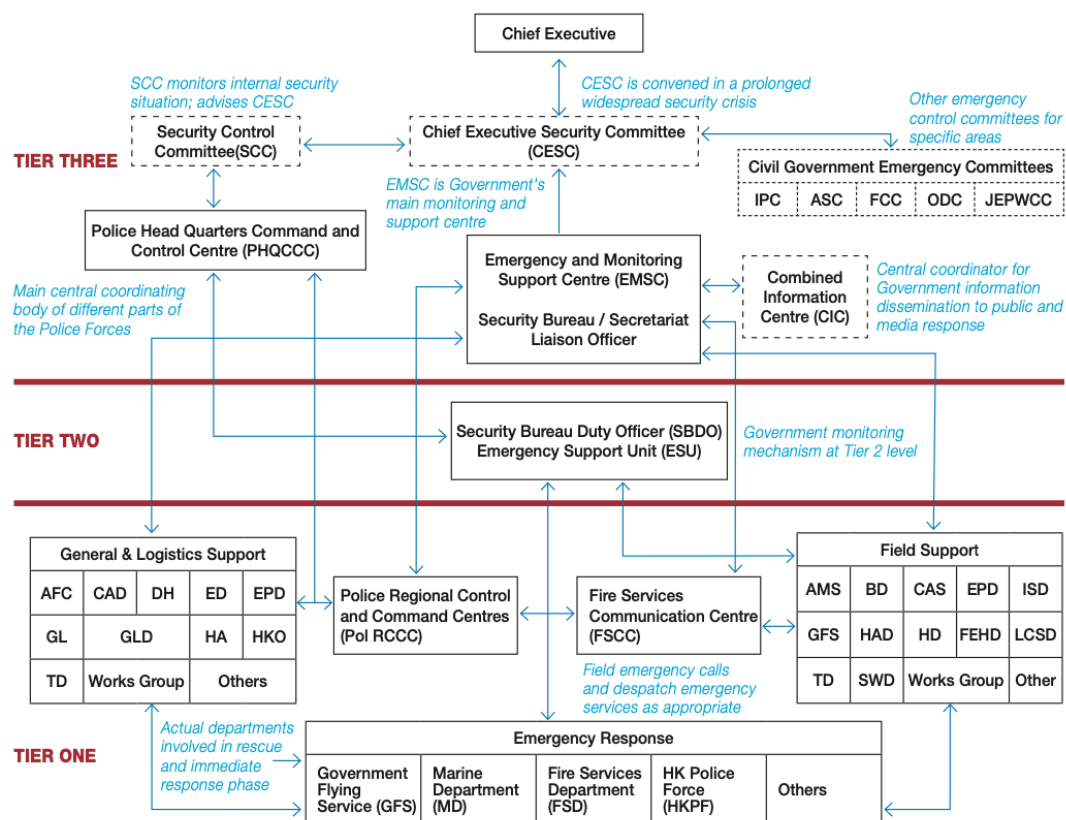 Chief Executive
SCC monitors internal security
situation; advises CESC
CESC is convened in a prolonged
widespread security crisis
Other emergency
control committees for
specific areas
TIER THREE
Security Control
Committee(SCC)
Chief Executive Security Committee
(CESC)
Civil Government Emergency Committees
IPC
ASC
FCC
ODC
JEPWCC
EMSC is Government's
main monitoring and
support centre
Police Head Quarters Command and
Control Centre (PHQCCC)
Main central coordinating
body of different parts of
the Police Forces
Emergency and Monitoring
Support Centre (EMSC)
Security Bureau / Secretariat
Liaison Officer
Combined
Information
Centre (CIC)
Central coordinator for
Government information
dissemination to public and
media response
TIER TWO
Security Bureau Duty Officer (SBDO)
Emergency Support Unit (ESU)
Government monitoring
mechanism at Tier 2 level
General & Logistics Support
AFC
CAD
DH
ED
EPD
GL
GLD
HA
HKO
TD
Works Group
Others
Police Regional Control
and Command Centres
(Pol RCCC)
Fire Services
Communication Centre
(FSCC)
Field Support
AMS
BD
CAS
EPD
ISD
GFS
HAD
HD
FEHD
LCSD
TD
SWD
Works Group
Other
Field emergency calls
and despatch emergency
services as appropriate
TIER ONE
Actual departments
involved in rescue
and immediate
response phase
Emergency Response
Government
Flying
Service (GFS)
Marine
Department
(MD)
Fire Services
Department
(FSD)
HK Police
Force
(HKPF)
Others